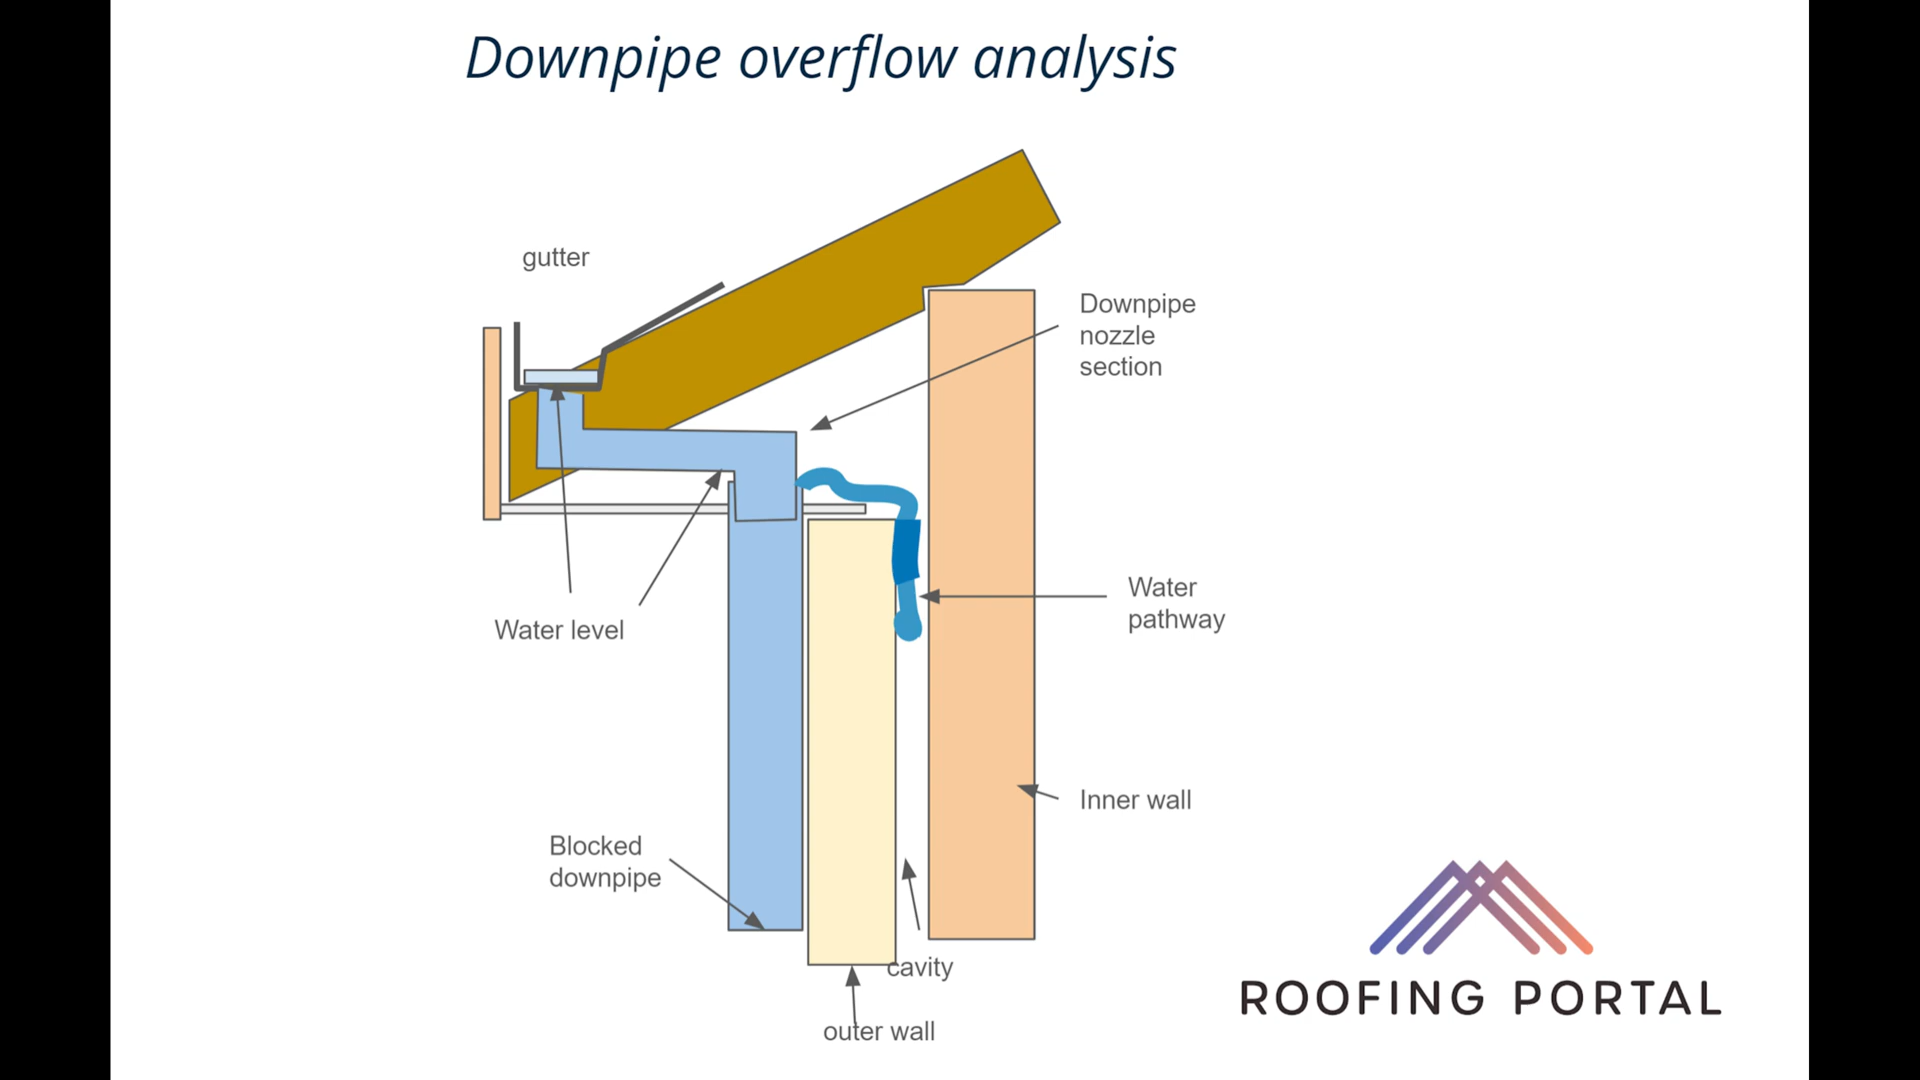 Downpipe overflow analysis
gutter
Downpipe
nozzle
section
Water
pathway
Water level
Inner wall
Blocked
downpipe
cavity
outer wall
ROOFING PORTAL